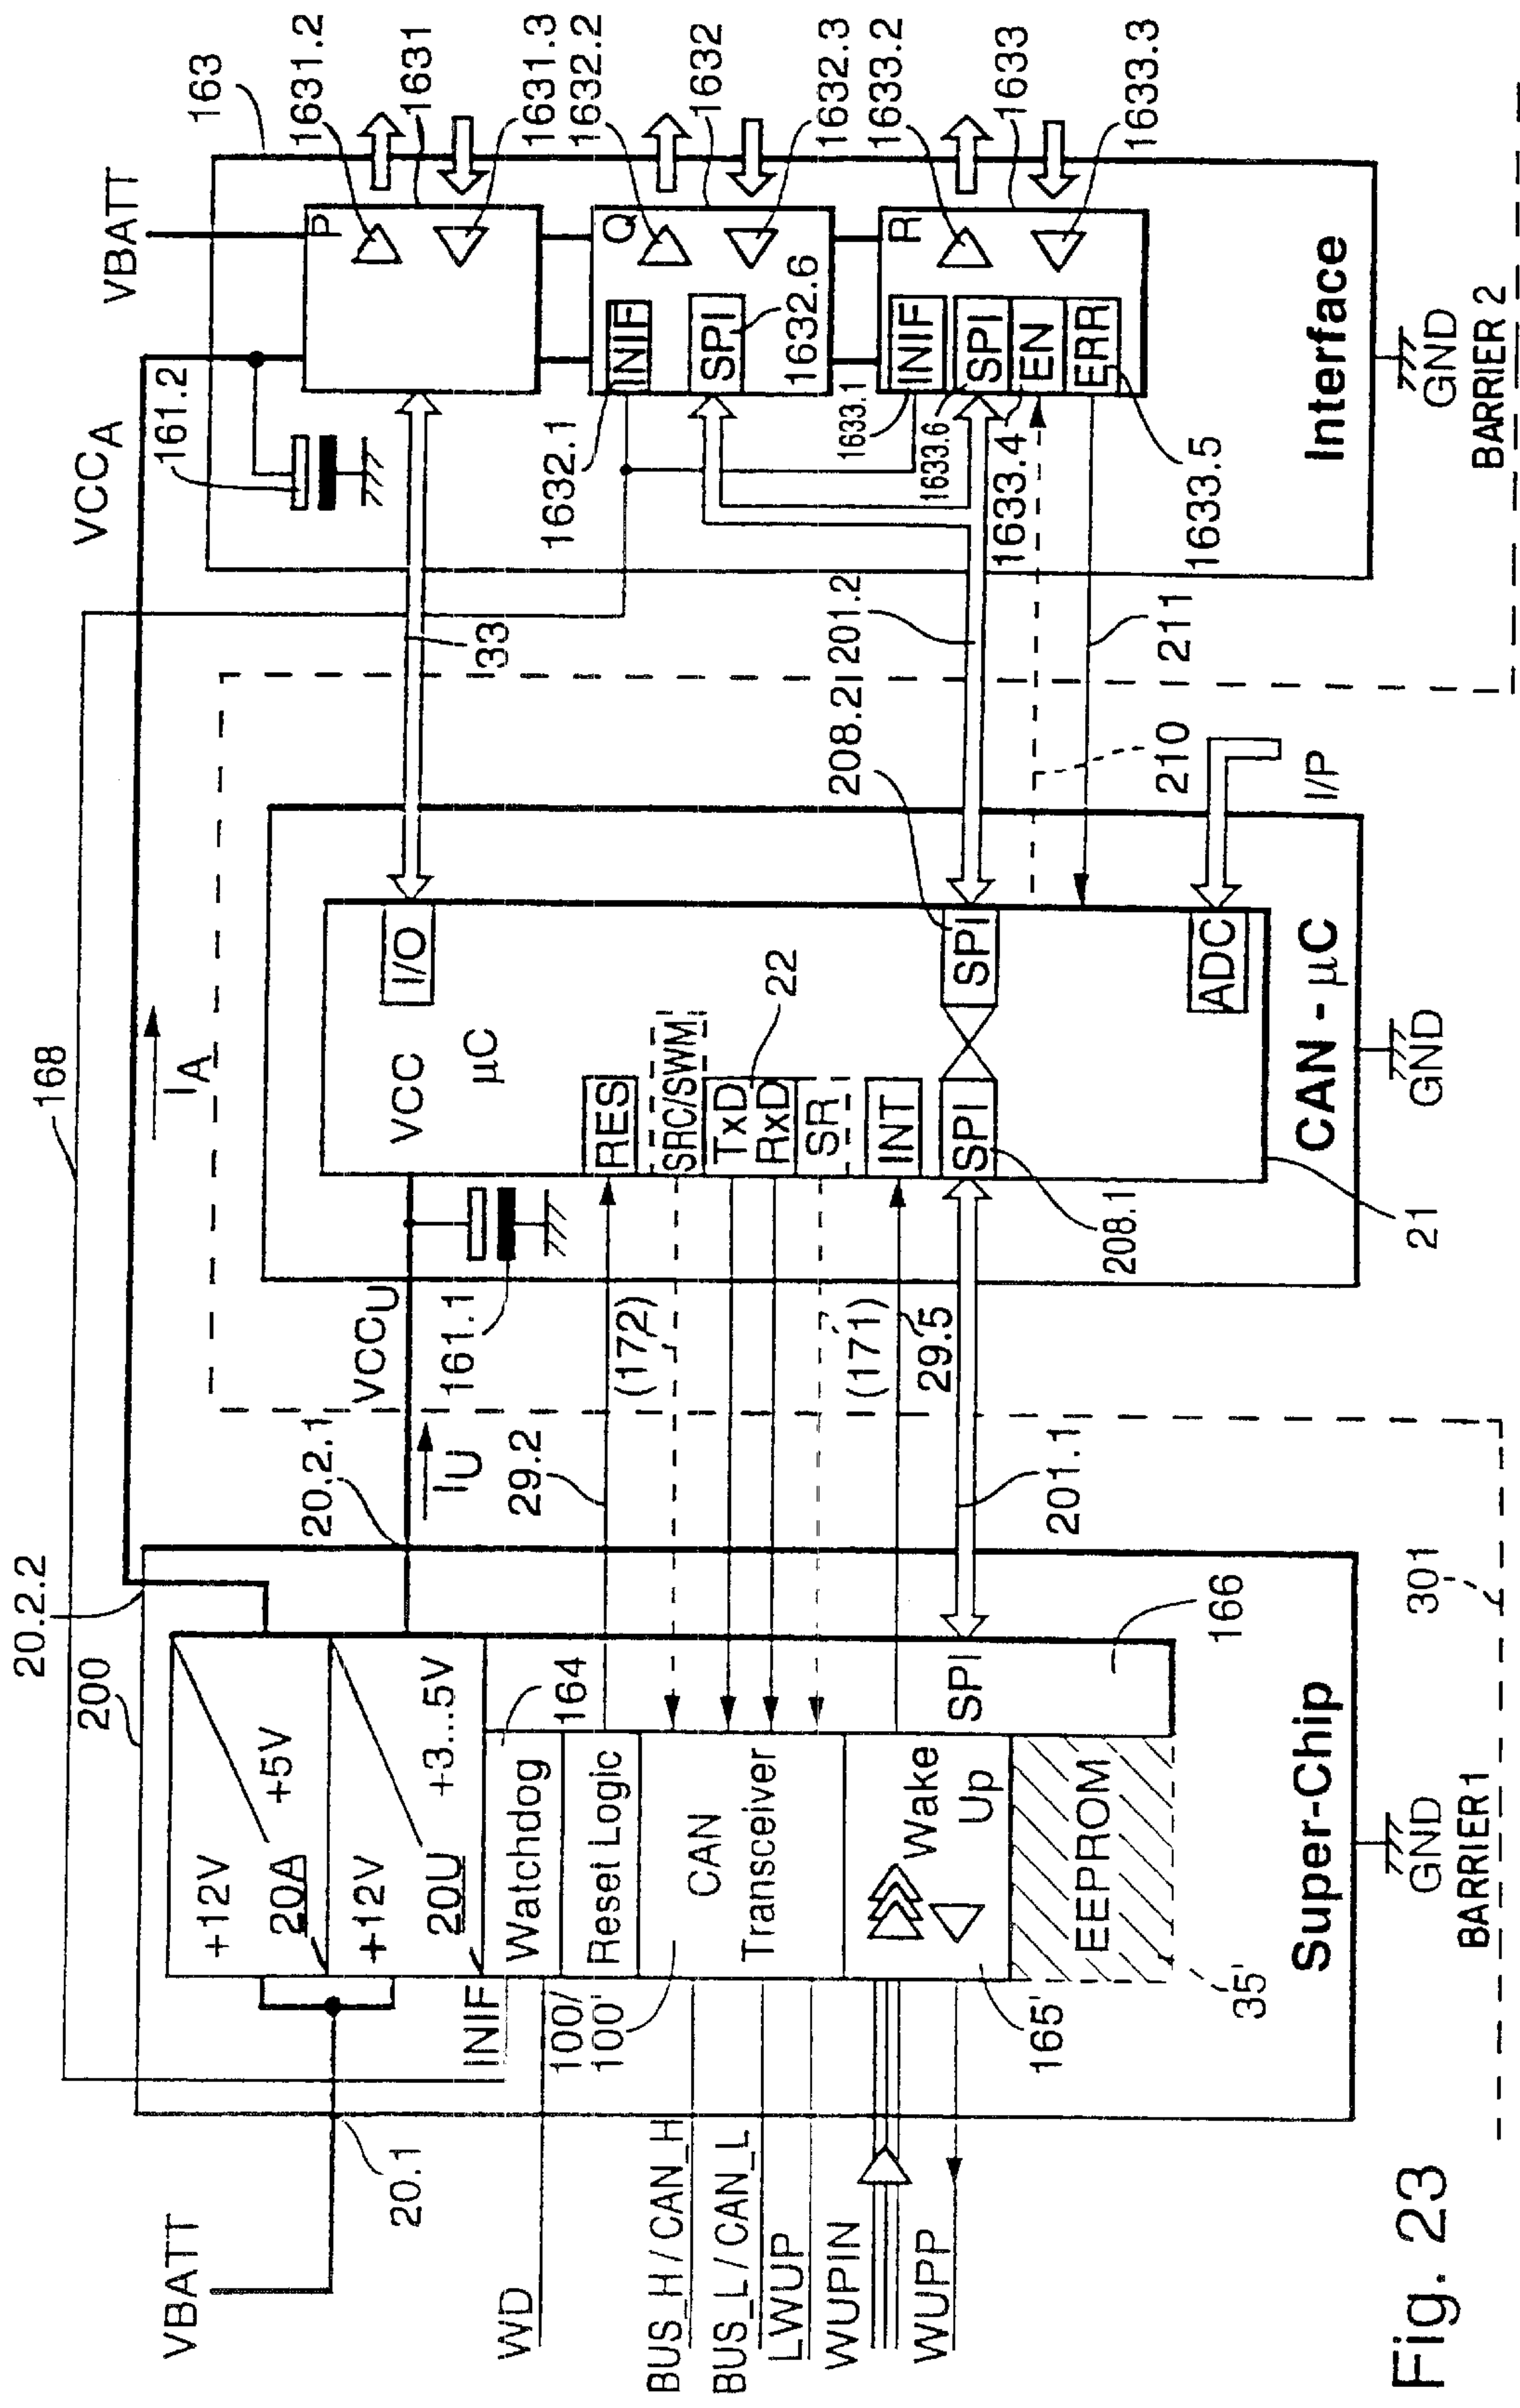 VBATT
20.1
WD
BUS_H / CAN_H
BUS_L / CAN_L
LWUP
WUPIN
WUPP
Fig. 23
20.2.2
200
+12V
+5V
20A
+12V
+3...5V
20U
INIF
Watchdog
164
Reset Logic
100/
100'
CAN
Transceiver
Wake
Up
165'
EEPROM
35'
SPI
166
Super-Chip
GND
BARRIER 1
301
168
IA
20.2.1
IU
VCCU
161.1
29.2
(172)
(171)
29.5
201.1
VCC
µC
I/O
RES
SRC/SWM
TxD
RxD
22
SR
INT
SPI
208.1
SPI
208.2
ADC
I/P
21
CAN - µC
GND
33
201.2
210
211
VCCA
161.2
VBATT
163
P
1631.2
1631
1631.3
Q
1632.2
1632
1632.3
INIF
1632.1
SPI
1632.6
R
1633.2
1633
1633.3
INIF
1633.1
SPI
1633.6
EN
1633.4
ERR
1633.5
Interface
GND
BARRIER 2